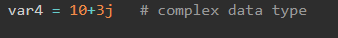 var4 = 10+3j   # complex data type